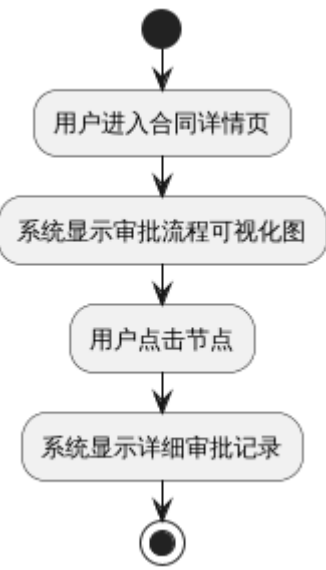 用户进入合同详情页
系统显示审批流程可视化图
用户点击节点
系统显示详细审批记录